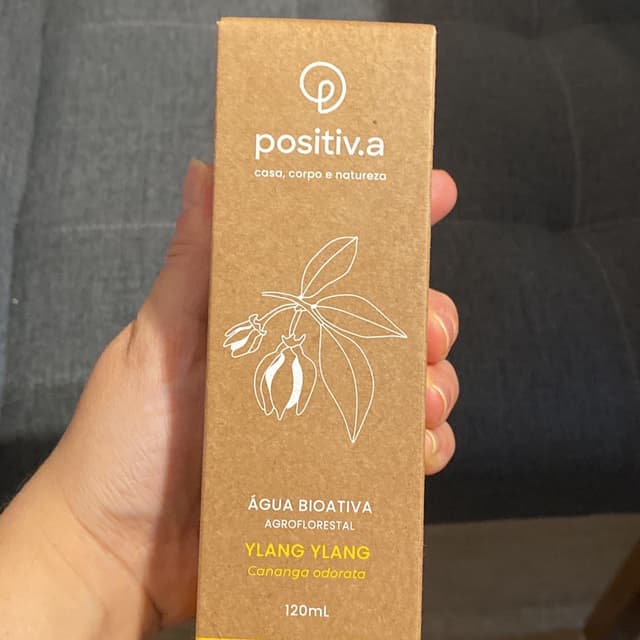 positiv.a
casa, corpo e natureza
ÁGUA BIOATIVA
AGROFLORESTAL
YLANG YLANG
Cananga odorata
120mL